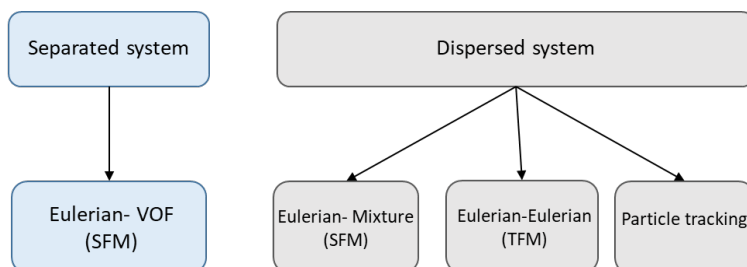 Separated system
Dispersed system
Eulerian- VOF
(SFM)
Eulerian- Mixture
(SFM)
Eulerian-Eulerian
(TFM)
Particle tracking